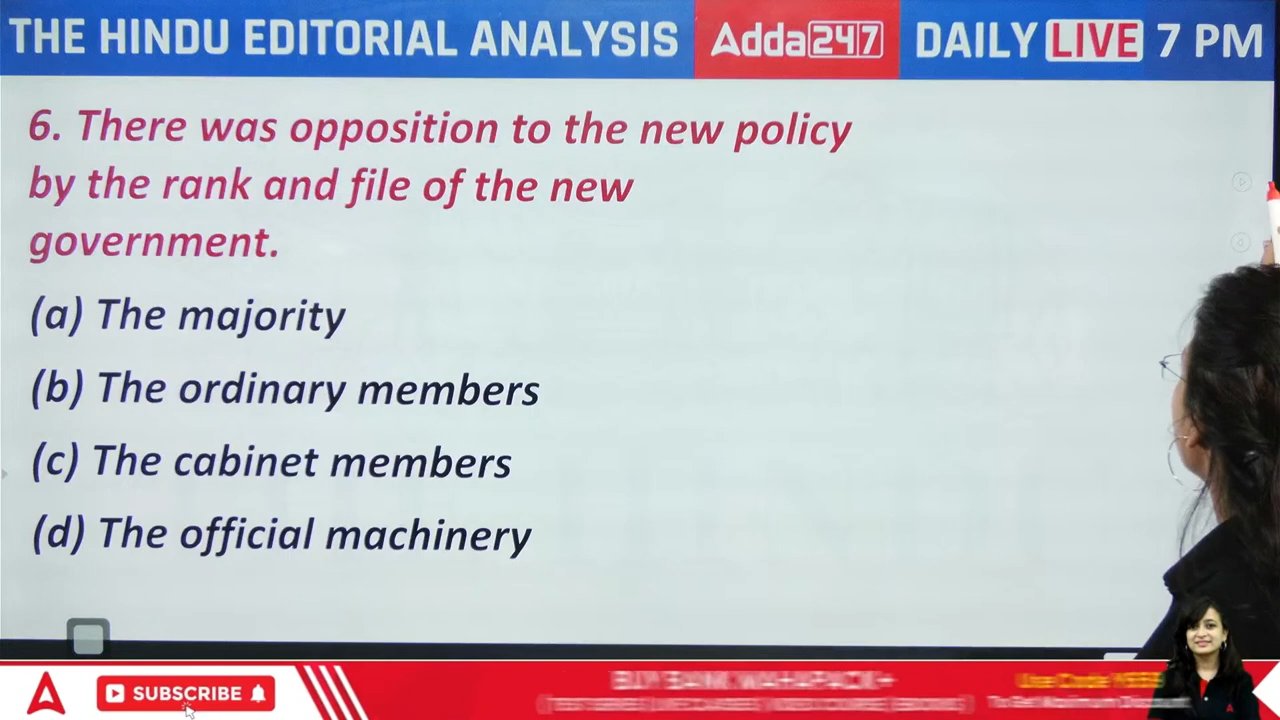 THE HINDU EDITORIAL ANALYSIS Adda247 DAILY LIVE 7 PM
6. There was opposition to the new policy
by the rank and file of the new
government.
(a) The majority
(b) The ordinary members
(c) The cabinet members
(d) The official machinery
SUBSCRIBE